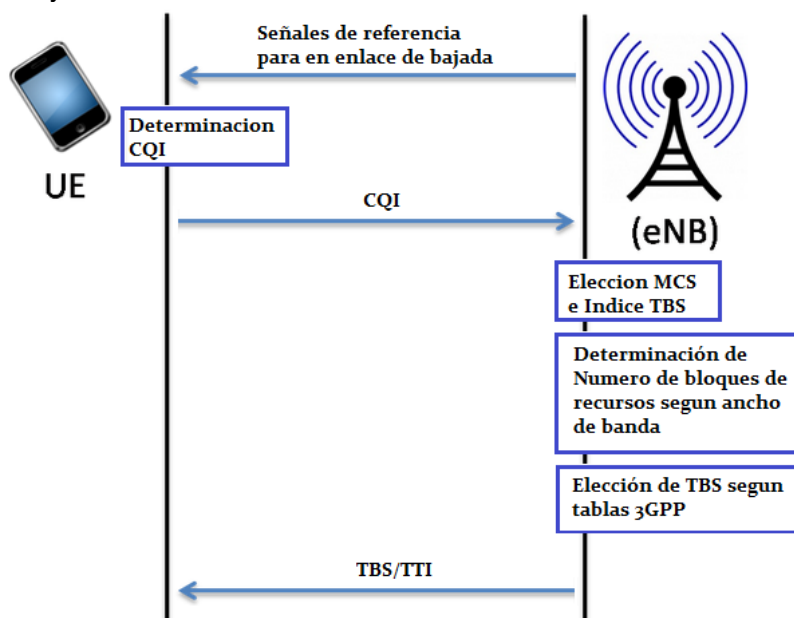 Señales de referencia
para en enlace de bajada
Determinacion
CQI
UE
CQI
(eNB)
Eleccion MCS
e Indice TBS
Determinación de
Numero de bloques de
recursos segun ancho
de banda
Elección de TBS segun
tablas 3GPP
TBS/TTI